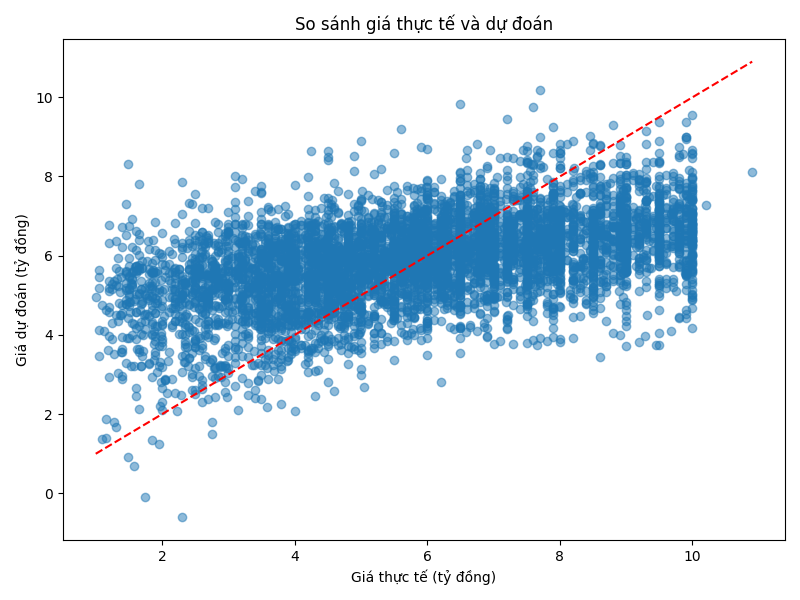 So sánh giá thực tế và dự đoán
Giá dự đoán (tỷ đồng)
10
8
6
4
2
0
2 4 6 8 10
Giá thực tế (tỷ đồng)